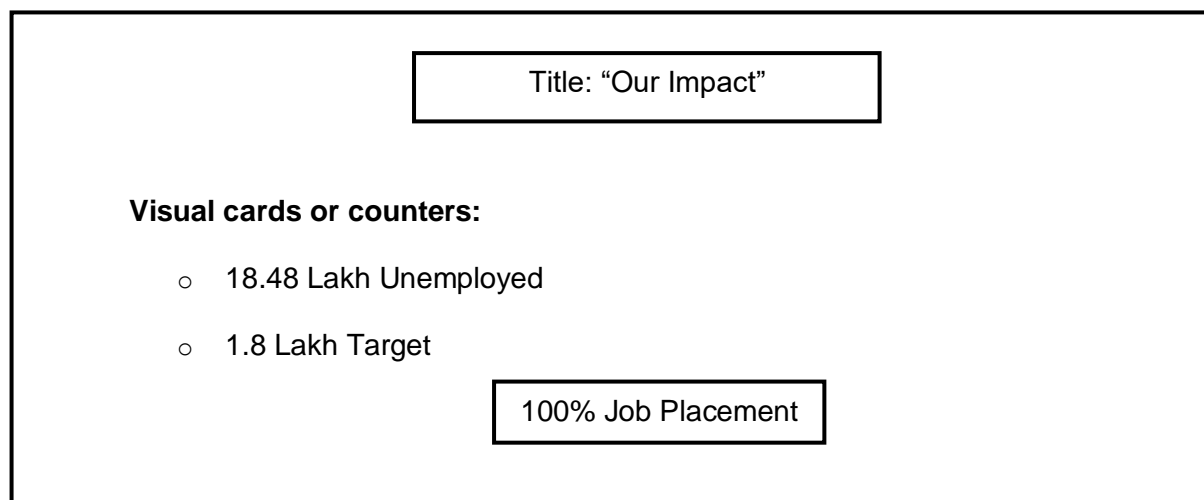 Title: “Our Impact”
Visual cards or counters:
o 18.48 Lakh Unemployed
o 1.8 Lakh Target
100% Job Placement